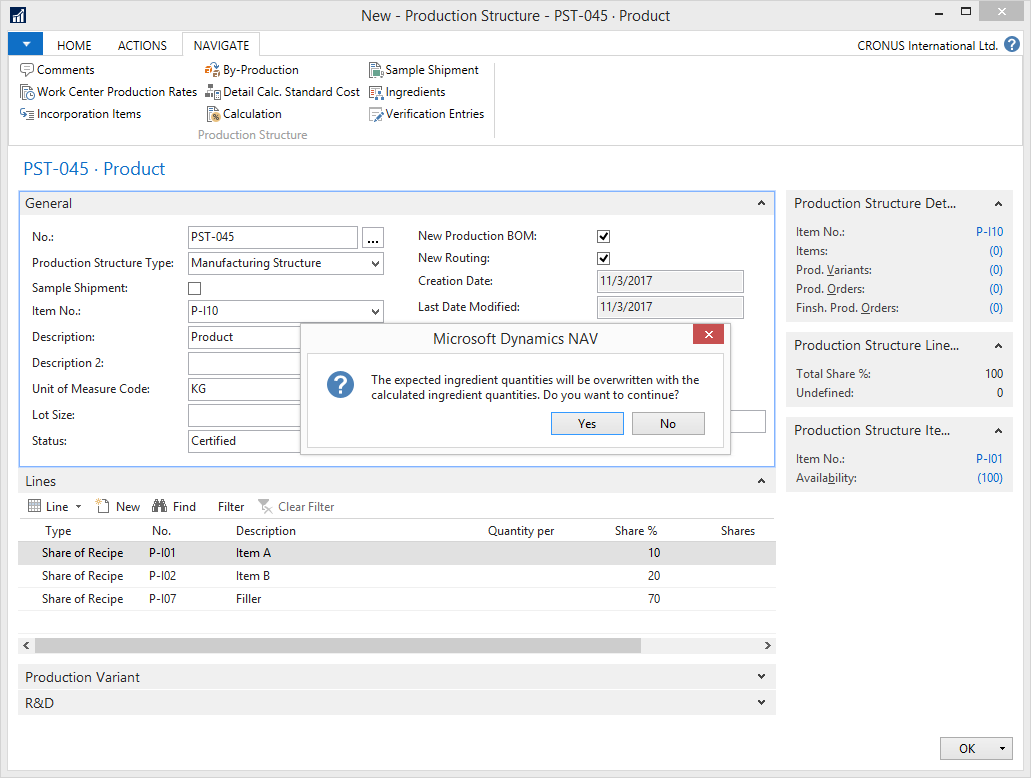 New - Production Structure - PST-045 · Product
HOME ACTIONS NAVIGATE CRONUS International Ltd. ?
Comments By-Production Sample Shipment
Work Center Production Rates Detail Calc. Standard Cost Ingredients
Incorporation Items Calculation Verification Entries
Production Structure
PST-045 · Product
General
No.: PST-045 ...
Production Structure Type: Manufacturing Structure
Sample Shipment:
Item No.: P-I10
Description: Product
Description 2:
Unit of Measure Code: KG
Lot Size:
Status: Certified
New Production BOM:
New Routing:
Creation Date: 11/3/2017
Last Date Modified: 11/3/2017
Microsoft Dynamics NAV
?
The expected ingredient quantities will be overwritten with the
calculated ingredient quantities. Do you want to continue?
Yes No
Lines
Line New Find Filter Clear Filter
Type No. Description Quantity per Share % Shares
Share of Recipe P-I01 Item A 10
Share of Recipe P-I02 Item B 20
Share of Recipe P-I07 Filler 70
Production Variant
R&D
Production Structure Det...
Item No.: P-I10
Items: (0)
Prod. Variants: (0)
Prod. Orders: (0)
Finsh. Prod. Orders: (0)
Production Structure Line...
Total Share %: 100
Undefined: 0
Production Structure Ite...
Item No.: P-I01
Availability: (100)
OK